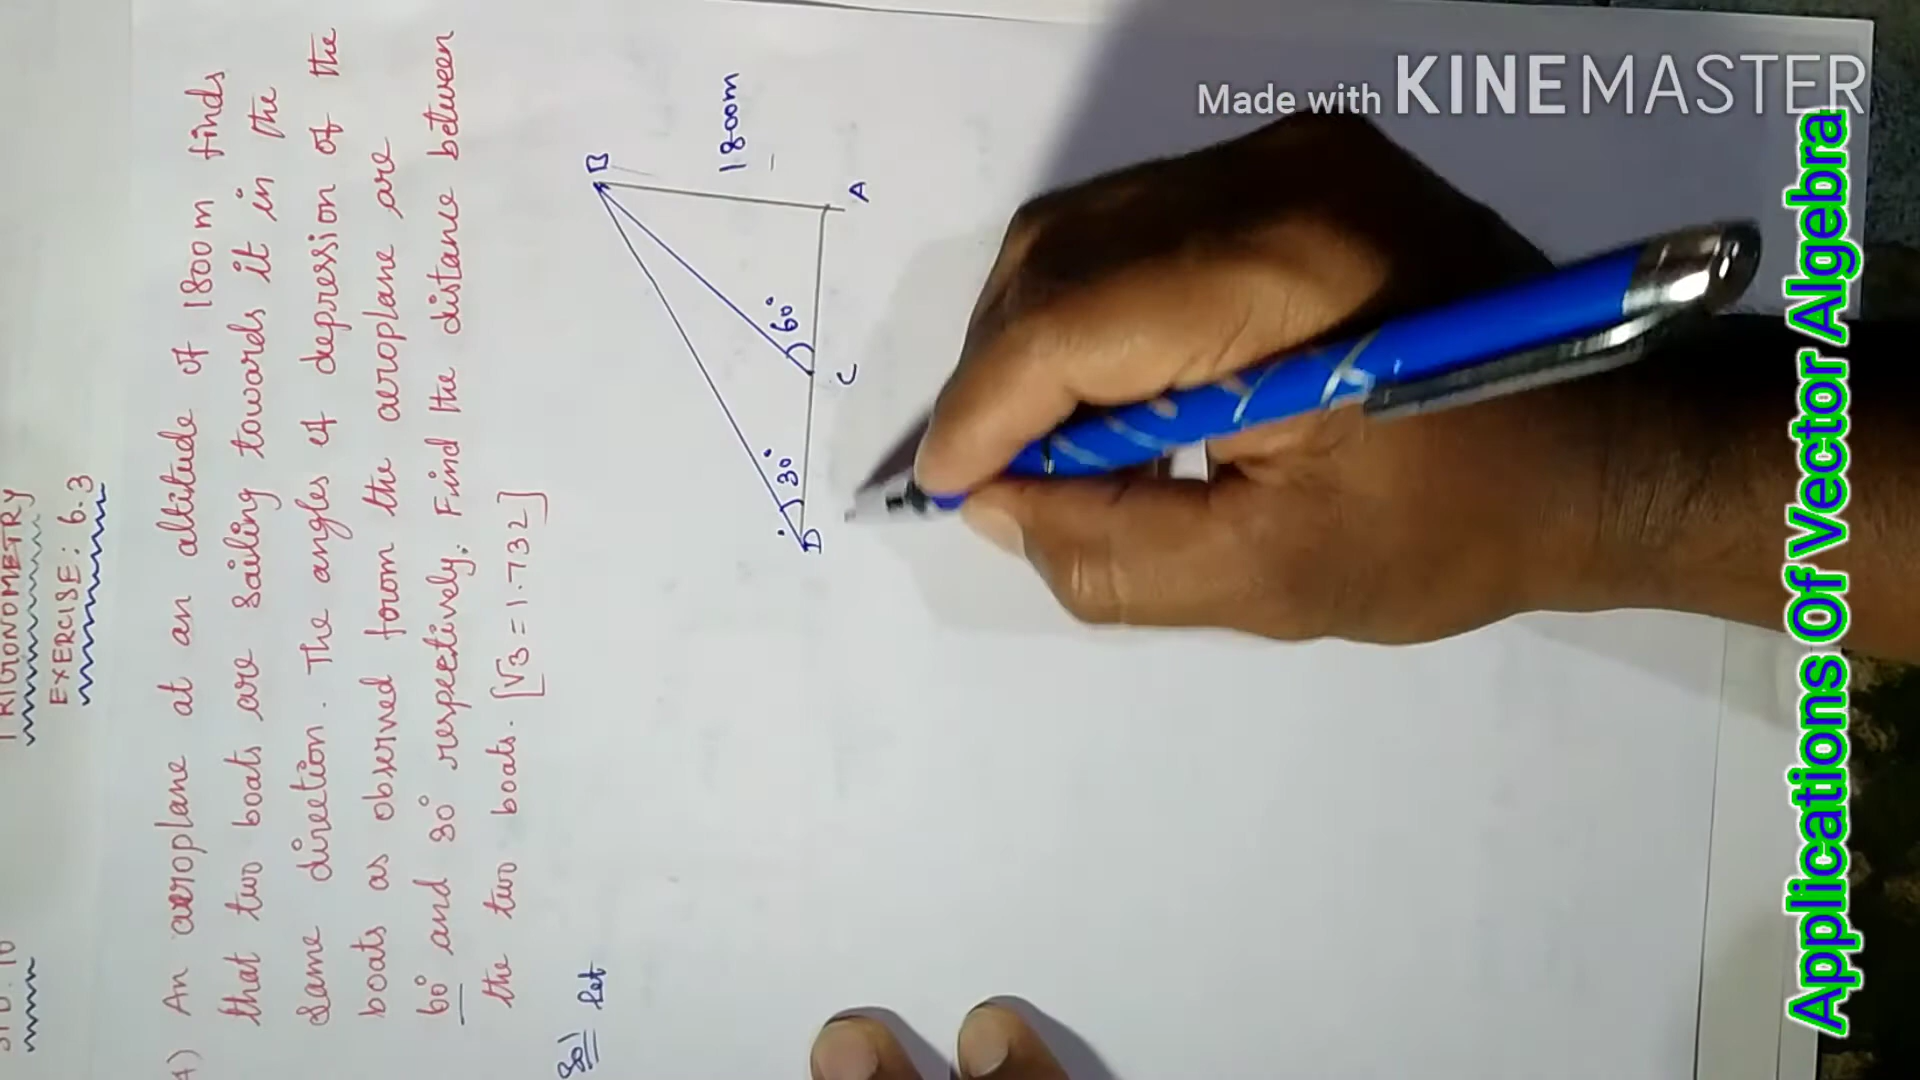 TRIGONOMETRY
EXERCISE: 6.3
4) An aeroplane at an altitude of 1800m finds
that two boats are sailing towards it in the
same direction. The angles of depression of the
boats as observed from the aeroplane are
60° and 30° respectively. Find the distance between
the two boats. [√3 = 1.732]
Sol let
B
1800m
A
60°
C
30°
D
Made with KINEMASTER
Applications Of Vector Algebra